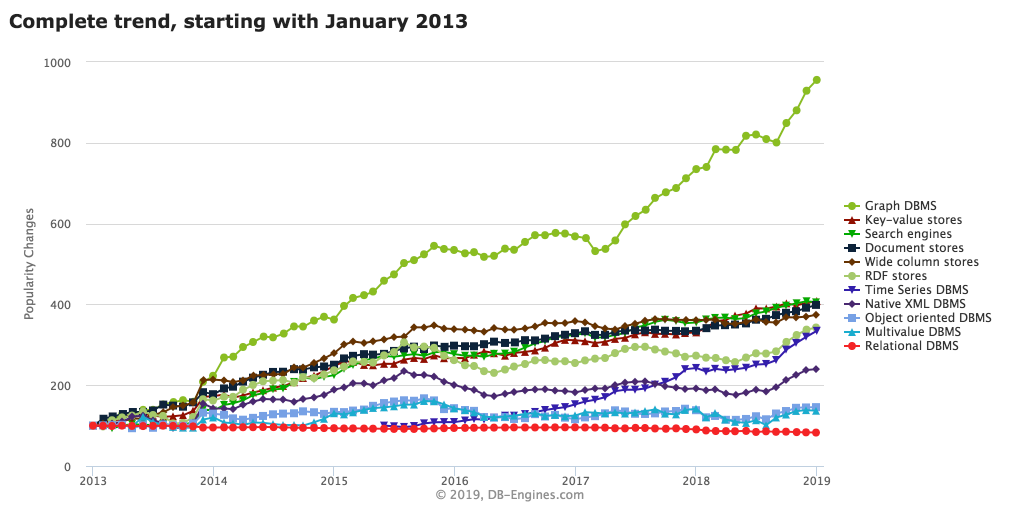 Complete trend, starting with January 2013
1000
800
600
400
200
0
Popularity Changes
2013
2014
2015
2016
2017
2018
2019
© 2019, DB-Engines.com
Graph DBMS
Key-value stores
Search engines
Document stores
Wide column stores
RDF stores
Time Series DBMS
Native XML DBMS
Object oriented DBMS
Multivalue DBMS
Relational DBMS